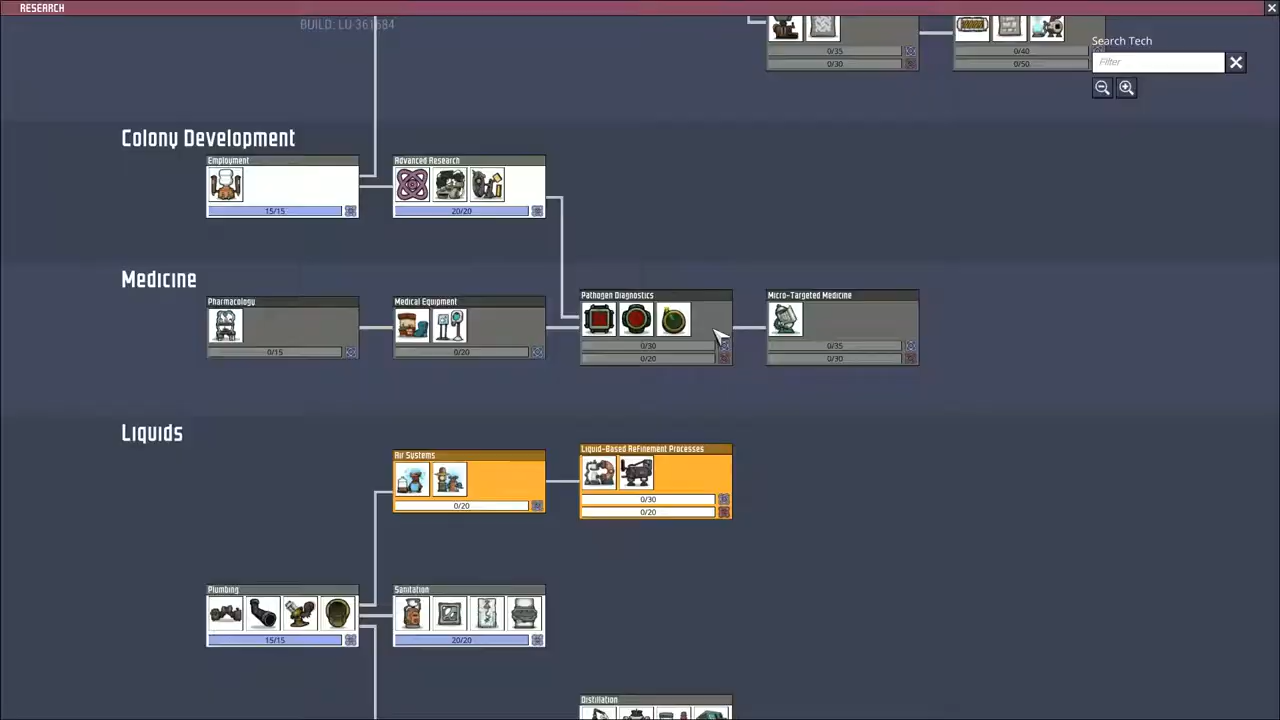 RESEARCH
BUILD: LU-361684
0/35
0/30
0/40
0/50
Search Tech
Filter
Colony Development
Employment
15/15
Advanced Research
20/20
Medicine
Pharmacology
0/15
Medical Equipment
0/20
Pathogen Diagnostics
0/30
0/20
Micro-Targeted Medicine
0/35
0/30
Liquids
Air Systems
0/20
Liquid-Based Refinement Processes
0/30
0/20
Plumbing
15/15
Sanitation
20/20
Distillation